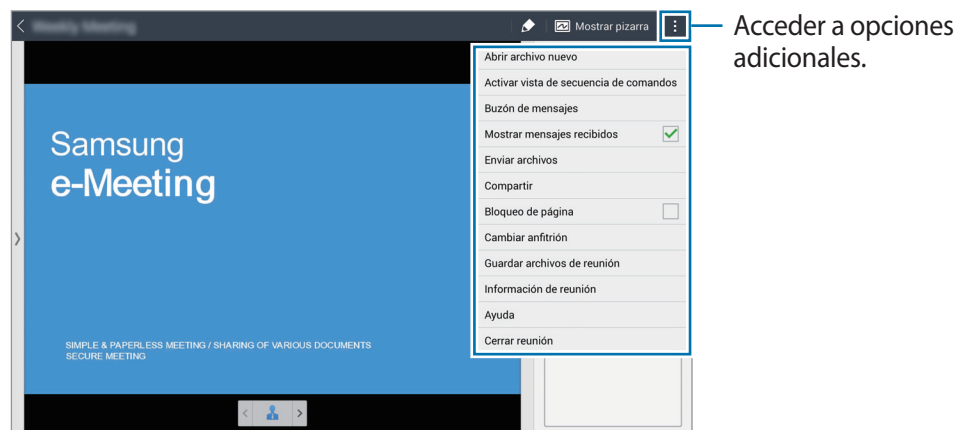 Mostrar pizarra
Acceder a opciones
adicionales.
Abrir archivo nuevo
Activar vista de secuencia de comandos
Buzón de mensajes
Mostrar mensajes recibidos
Enviar archivos
Compartir
Bloqueo de página
Cambiar anfitrión
Guardar archivos de reunión
Información de reunión
Ayuda
Cerrar reunión
Samsung
e-Meeting
SIMPLE & PAPERLESS MEETING / SHARING OF VARIOUS DOCUMENTS
SECURE MEETING